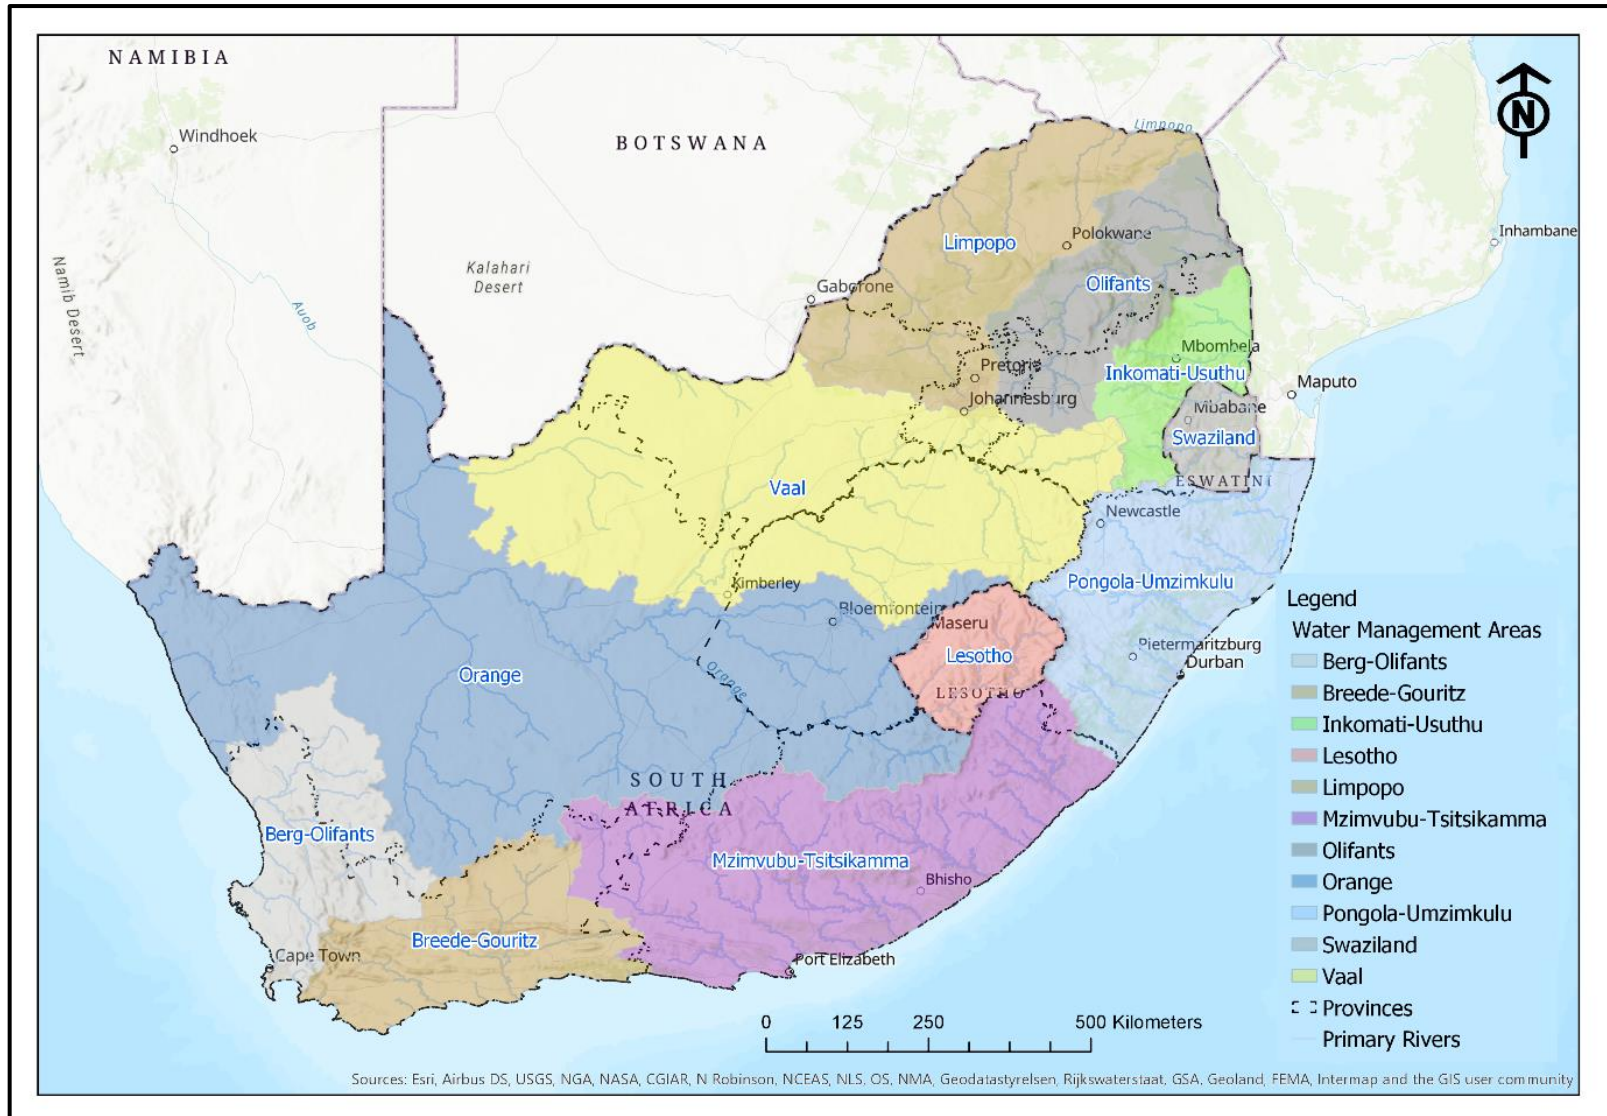 NAMIBIA
Windhoek
BOTSWANA
Limpopo
N
Namib Desert
Auob
Kalahari
Desert
Gaborone
Limpopo
Polokwane
Inhambane
Olifants
Mbombela
Inkomati-Usuthu
Pretoria
Johannesburg
Maputo
Mbabane
Swaziland
ESWATINI
Vaal
Newcastle
Kimberley
Bloemfontein
Maseru
Pongola-Umzimkulu
Pietermaritzburg
Durban
Orange
Orange
Lesotho
LESOTHO
SOUTH
AFRICA
Berg-Olifants
Mzimvubu-Tsitsikamma
Bhisho
Breede-Gouritz
Cape Town
Port Elizabeth
Legend
Water Management Areas
Berg-Olifants
Breede-Gouritz
Inkomati-Usuthu
Lesotho
Limpopo
Mzimvubu-Tsitsikamma
Olifants
Orange
Pongola-Umzimkulu
Swaziland
Vaal
Provinces
Primary Rivers
0 125 250 500 Kilometers
Sources: Esri, Airbus DS, USGS, NGA, NASA, CGIAR, N Robinson, NCEAS, NLS, OS, NMA, Geodatastyrelsen, Rijkswaterstaat, GSA, Geoland, FEMA, Intermap and the GIS user community